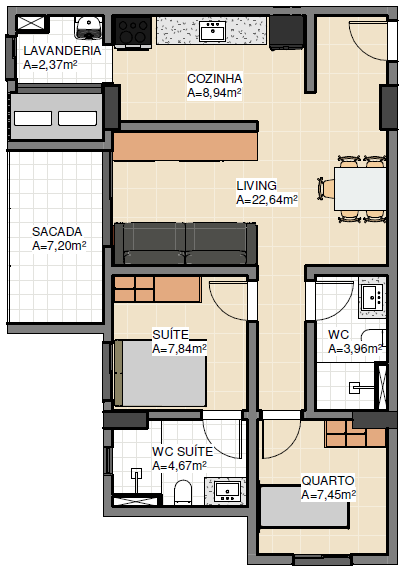 LAVANDERIA
A=2,37m²
COZINHA
A=8,94m²
LIVING
A=22,64m²
SACADA
A=7,20m²
SUÍTE
A=7,84m²
WC
A=3,96m²
WC SUÍTE
A=4,67m²
QUARTO
A=7,45m²